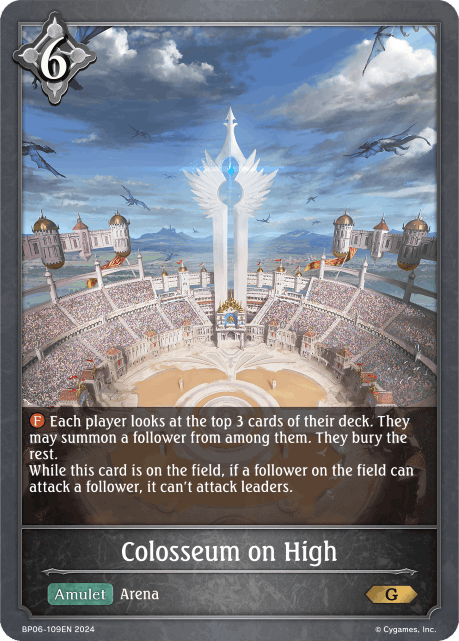 6
F Each player looks at the top 3 cards of their deck. They
may summon a follower from among them. They bury the
rest.
While this card is on the field, if a follower on the field can
attack a follower, it can't attack leaders.
Colosseum on High
Amulet Arena
G
BP06-109EN 2024 © Cygames, Inc.